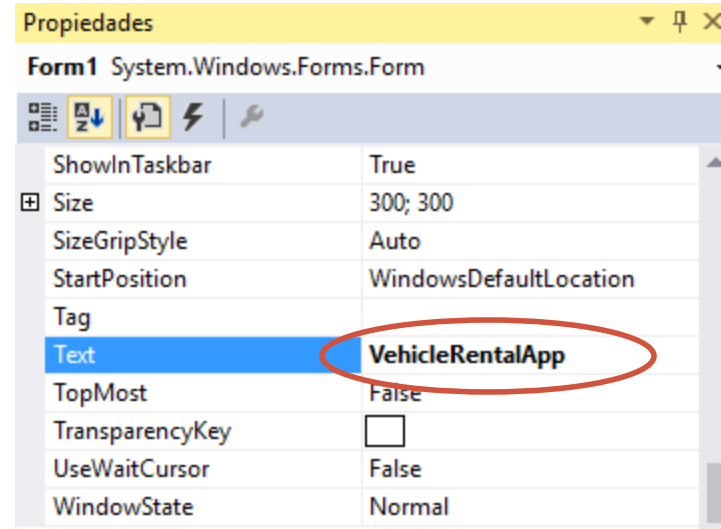 Propiedades
Form1 System.Windows.Forms.Form
ShowInTaskbar True
Size 300; 300
SizeGripStyle Auto
StartPosition WindowsDefaultLocation
Tag
Text VehicleRentalApp
TopMost False
TransparencyKey
UseWaitCursor False
WindowState Normal